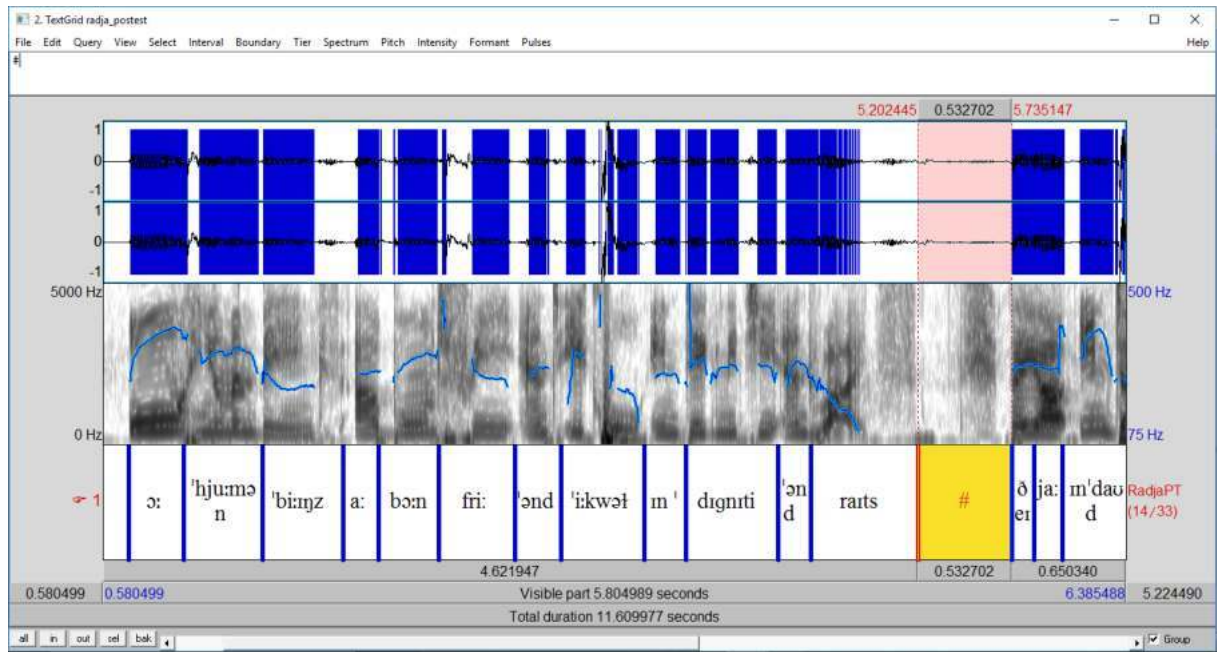 2. TextGrid radja_postest
File Edit Query View Select Interval Boundary Tier Spectrum Pitch Intensity Formant Pulses Help
#
5.202445 0.532702 5.735147
1
0
-1
1
0
-1
5000 Hz 500 Hz
0 Hz 75 Hz
☞ 1 ɔː ˈhjuːmə ˈbiːɪŋz aː bɔːn friː ˈənd ˈiːkwəɫ ɪn ˈ dɪgnɪti ˈən raɪts # ð jaː ɪnˈdaʊ RadjaPT
n d eɪ d (14/33)
4.621947 0.532702 0.650340
0.580499 0.580499 Visible part 5.804989 seconds 6.385488 5.224490
Total duration 11.609977 seconds
all in out sel bak Group